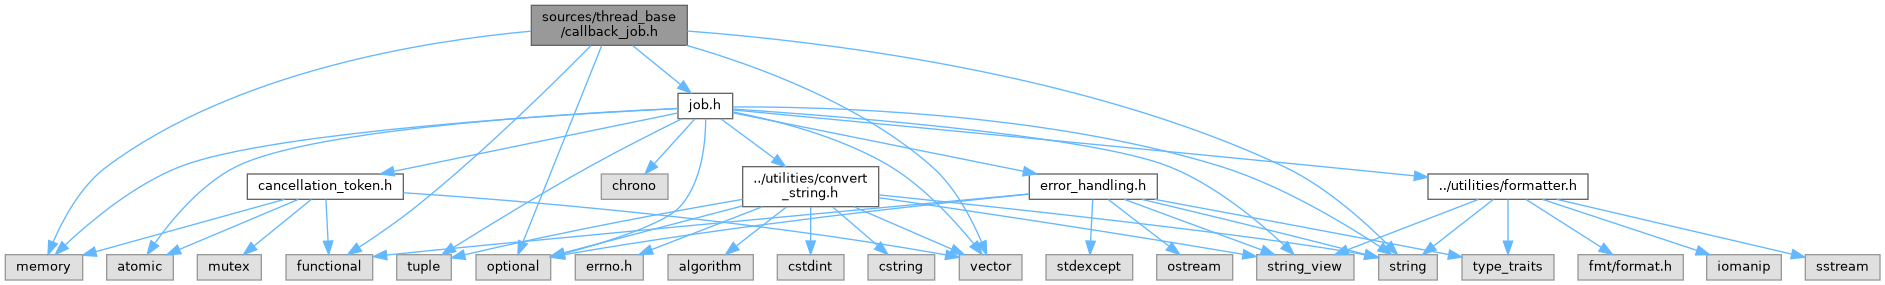 sources/thread_base
/callback_job.h
job.h
cancellation_token.h
chrono
../utilities/convert
_string.h
error_handling.h
../utilities/formatter.h
memory
atomic
mutex
functional
tuple
optional
errno.h
algorithm
cstdint
cstring
vector
stdexcept
ostream
string_view
string
type_traits
fmt/format.h
iomanip
sstream